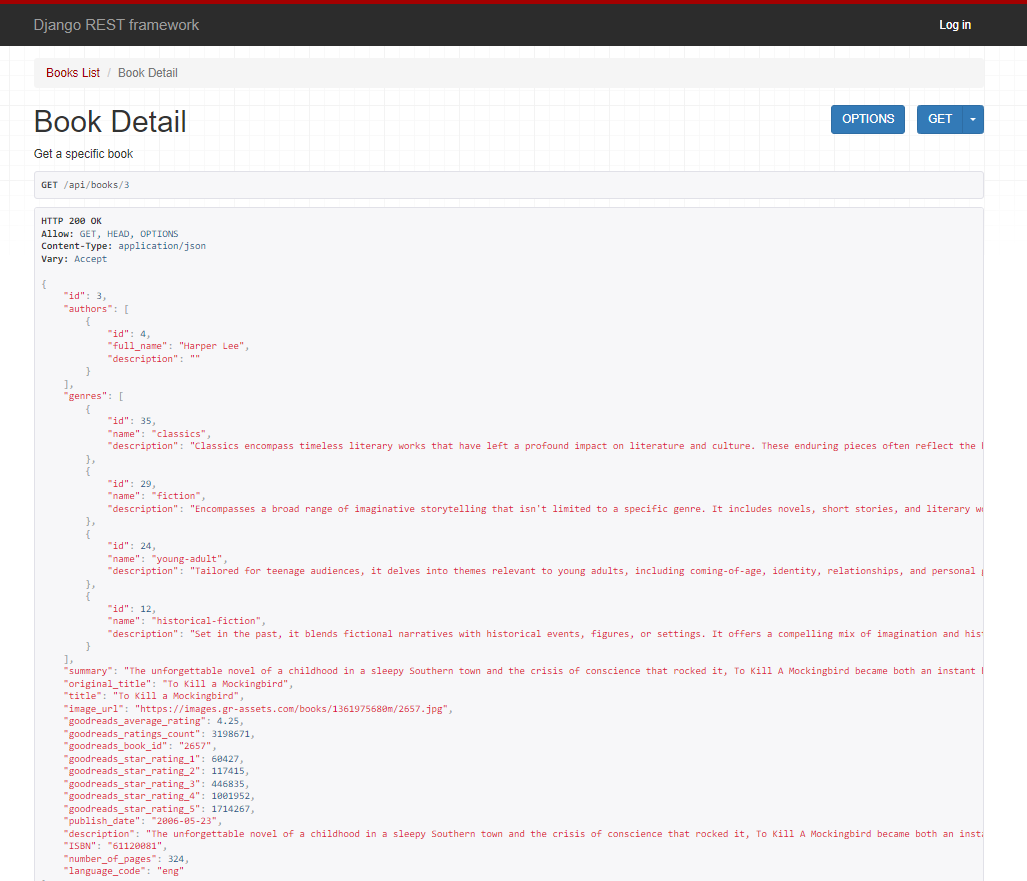 Django REST framework
Log in
Books List / Book Detail
Book Detail
OPTIONS
GET
Get a specific book
GET /api/books/3
HTTP 200 OK
Allow: GET, HEAD, OPTIONS
Content-Type: application/json
Vary: Accept
{
"id": 3,
"authors": [
{
"id": 4,
"full_name": "Harper Lee",
"description": ""
}
],
"genres": [
{
"id": 35,
"name": "classics",
"description": "Classics encompass timeless literary works that have left a profound impact on literature and culture. These enduring pieces often reflect the
},
{
"id": 29,
"name": "fiction",
"description": "Encompasses a broad range of imaginative storytelling that isn't limited to a specific genre. It includes novels, short stories, and literary
},
{
"id": 24,
"name": "young-adult",
"description": "Tailored for teenage audiences, it delves into themes relevant to young adults, including coming-of-age, identity, relationships, and personal
},
{
"id": 12,
"name": "historical-fiction",
"description": "Set in the past, it blends fictional narratives with historical events, figures, or settings. It offers a compelling mix of imagination and
}
],
"summary": "The unforgettable novel of a childhood in a sleepy Southern town and the crisis of conscience that rocked it, To Kill A Mockingbird became both an instant
"original_title": "To Kill a Mockingbird",
"title": "To Kill a Mockingbird",
"image_url": "https://images.gr-assets.com/books/1361975680m/2657.jpg",
"goodreads_average_rating": 4.25,
"goodreads_ratings_count": 3198671,
"goodreads_book_id": "2657",
"goodreads_star_rating_1": 60427,
"goodreads_star_rating_2": 117415,
"goodreads_star_rating_3": 446835,
"goodreads_star_rating_4": 1001952,
"goodreads_star_rating_5": 1714267,
"publish_date": "2006-05-23",
"description": "The unforgettable novel of a childhood in a sleepy Southern town and the crisis of conscience that rocked it, To Kill A Mockingbird became both an
"ISBN": "61120081",
"number_of_pages": 324,
"language_code": "eng"